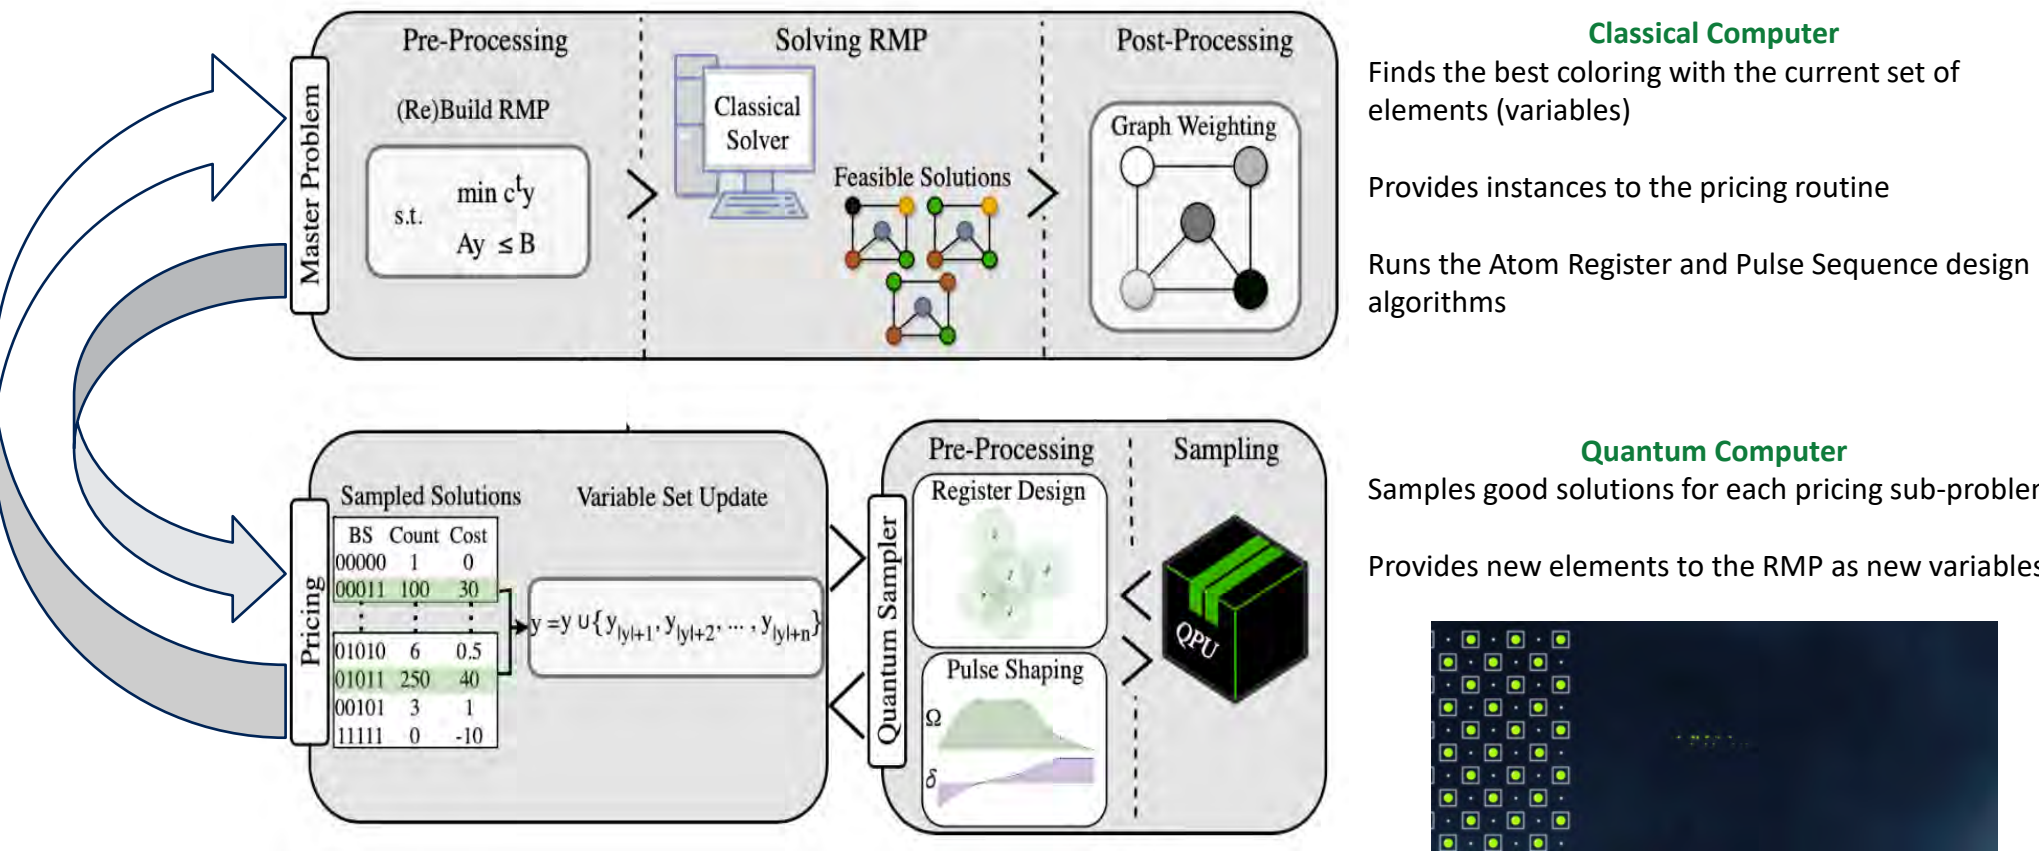 Pre-Processing
Solving RMP
Post-Processing
Master Problem
(Re)Build RMP
min cᵗy
s.t.
Ay ≤ B
Classical
Solver
Feasible Solutions
Graph Weighting
Classical Computer
Finds the best coloring with the current set of
elements (variables)
Provides instances to the pricing routine
Runs the Atom Register and Pulse Sequence design
algorithms
Pricing
Sampled Solutions
Variable Set Update
BS Count Cost
00000 1 0
00011 100 30
01010 6 0.5
01011 250 40
00101 3 1
11111 0 -10
y =y ∪{ y|y|+1, y|y|+2, ... , y|y|+n}
Quantum Sampler
Pre-Processing
Sampling
Register Design
Pulse Shaping
Ω
δ
QPU
Quantum Computer
Samples good solutions for each pricing sub-proble
Provides new elements to the RMP as new variables